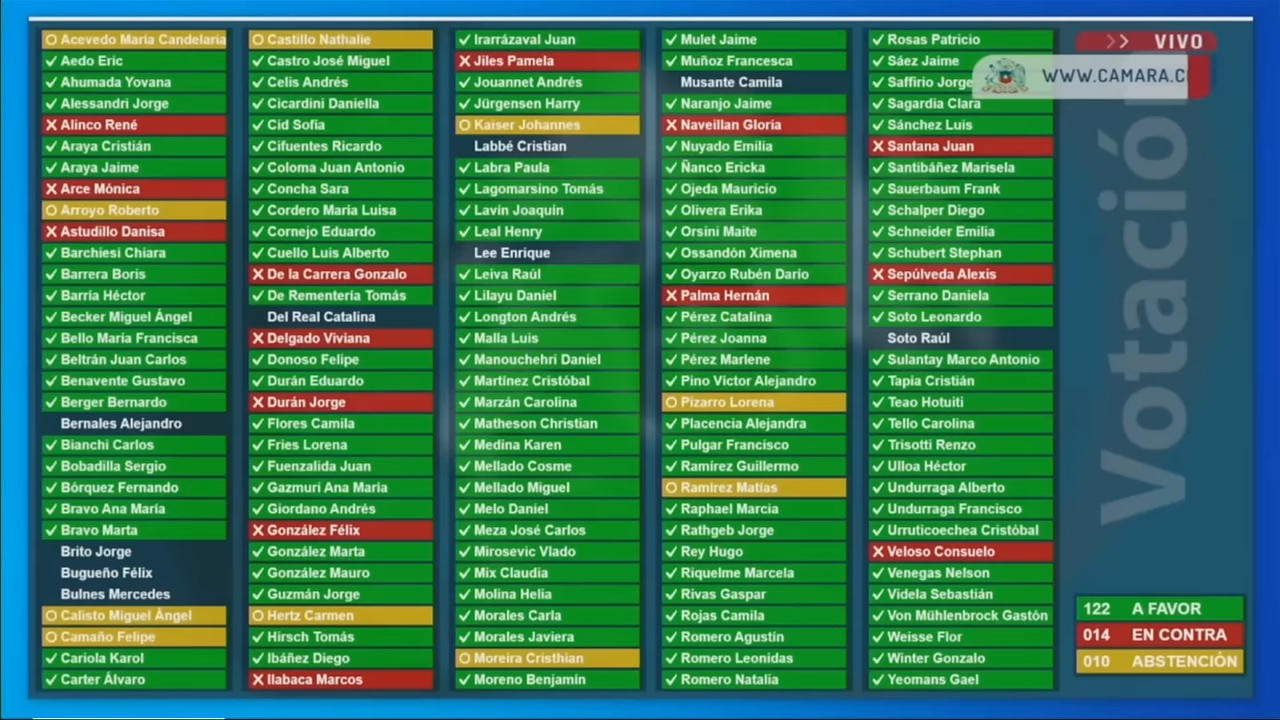 Acevedo María Candelaria
Aedo Eric
Ahumada Yovana
Alessandri Jorge
Alinco René
Araya Cristián
Araya Jaime
Arce Mónica
Arroyo Roberto
Astudillo Danisa
Barchiesi Chiara
Barrera Boris
Barría Héctor
Becker Miguel Ángel
Bello María Francisca
Beltrán Juan Carlos
Benavente Gustavo
Berger Bernardo
Bernales Alejandro
Bianchi Carlos
Bobadilla Sergio
Bórquez Fernando
Bravo Ana María
Bravo Marta
Brito Jorge
Bugueño Félix
Bulnes Mercedes
Calisto Miguel Ángel
Camaño Felipe
Cariola Karol
Carter Álvaro
Castillo Nathalie
Castro José Miguel
Celis Andrés
Cicardini Daniella
Cid Sofía
Cifuentes Ricardo
Coloma Juan Antonio
Concha Sara
Cordero María Luisa
Cornejo Eduardo
Cuello Luis Alberto
De la Carrera Gonzalo
De Rementería Tomás
Del Real Catalina
Delgado Viviana
Donoso Felipe
Durán Eduardo
Durán Jorge
Flores Camila
Fries Lorena
Fuenzalida Juan
Gazmuri Ana María
Giordano Andrés
González Félix
González Marta
González Mauro
Guzmán Jorge
Hertz Carmen
Hirsch Tomás
Ibáñez Diego
Ilabaca Marcos
Irarrázaval Juan
Jiles Pamela
Jouannet Andrés
Jürgensen Harry
Kaiser Johannes
Labbé Cristian
Labra Paula
Lagomarsino Tomás
Lavín Joaquín
Leal Henry
Lee Enrique
Leiva Raúl
Lilayu Daniel
Longton Andrés
Malla Luis
Manouchehri Daniel
Martínez Cristóbal
Marzán Carolina
Matheson Christian
Medina Karen
Mellado Cosme
Mellado Miguel
Melo Daniel
Meza José Carlos
Mirosevic Vlado
Mix Claudia
Molina Helia
Morales Carla
Morales Javiera
Moreira Cristhian
Moreno Benjamín
Mulet Jaime
Muñoz Francesca
Musante Camila
Naranjo Jaime
Naveillan Gloria
Nuyado Emilia
Ñanco Ericka
Ojeda Mauricio
Olivera Erika
Orsini Maite
Ossandón Ximena
Oyarzo Rubén Darío
Palma Hernán
Pérez Catalina
Pérez Joanna
Pérez Marlene
Pino Víctor Alejandro
Pizarro Lorena
Placencia Alejandra
Pulgar Francisco
Ramírez Guillermo
Ramírez Matías
Raphael Marcia
Rathgeb Jorge
Rey Hugo
Riquelme Marcela
Rivas Gaspar
Rojas Camila
Romero Agustín
Romero Leonidas
Romero Natalia
Rosas Patricio
Sáez Jaime
Saffirio Jorge
Sagardia Clara
Sánchez Luis
Santana Juan
Santibáñez Marisela
Sauerbaum Frank
Schalper Diego
Schneider Emilia
Schubert Stephan
Sepúlveda Alexis
Serrano Daniela
Soto Leonardo
Soto Raúl
Sulantay Marco Antonio
Tapia Cristián
Teao Hotuiti
Tello Carolina
Trisotti Renzo
Ulloa Héctor
Undurraga Alberto
Undurraga Francisco
Urruticoechea Cristóbal
Veloso Consuelo
Venegas Nelson
Videla Sebastián
Von Mühlenbrock Gastón
Weisse Flor
Winter Gonzalo
Yeomans Gael
>> VIVO
WWW.CAMARA.C
Votación
122 A FAVOR
014 EN CONTRA
010 ABSTENCIÓN